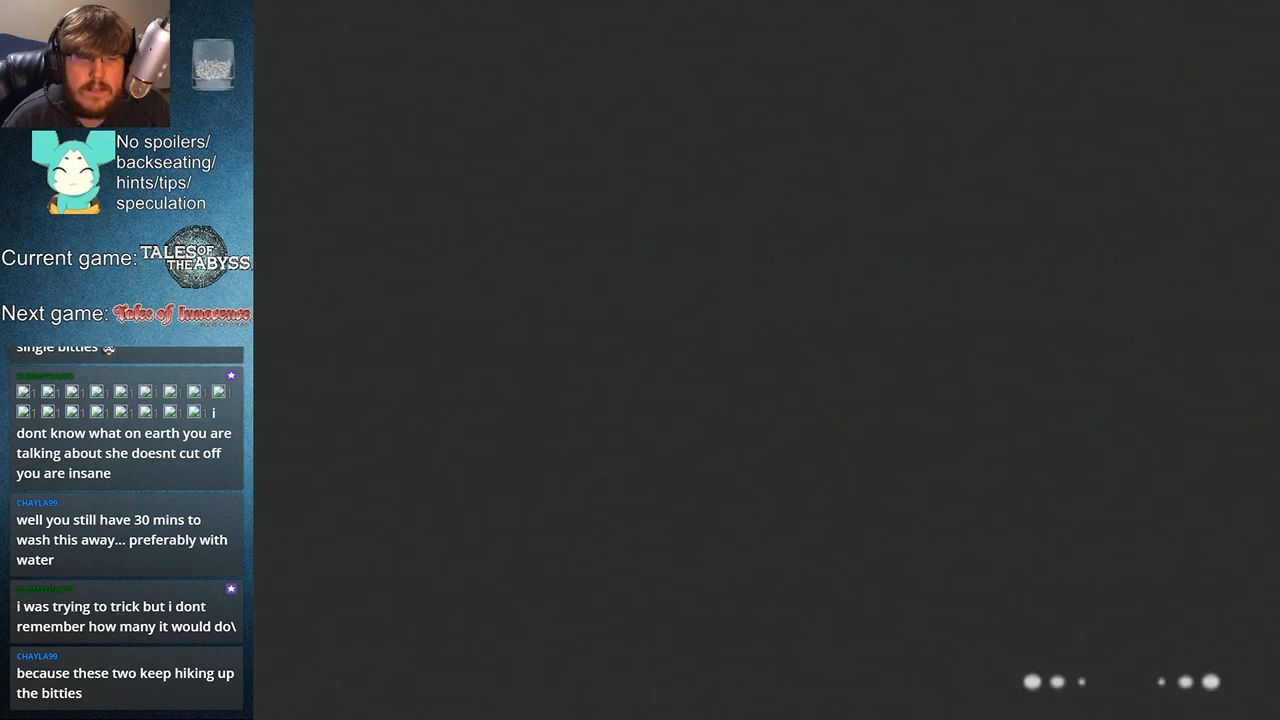 No spoilers/
backseating/
hints/tips/
speculation
Current game: TALES OF THE ABYSS
Next game: Tales of Innocence
single bitties
i
dont know what on earth you are
talking about she doesnt cut off
you are insane
CHAYLA99
well you still have 30 mins to
wash this away... preferably with
water
i was trying to trick but i dont
remember how many it would do\
CHAYLA99
because these two keep hiking up
the bitties